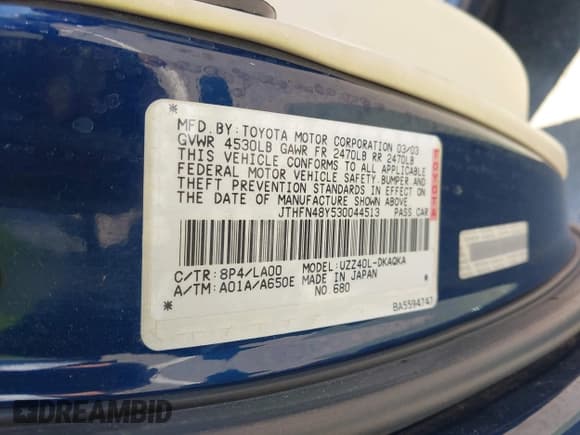 MFD. BY: TOYOTA MOTOR CORPORATION 03/03
GVWR 4530LB GAWR FR 2470LB RR 2470LB
THIS VEHICLE CONFORMS TO ALL APPLICABLE
FEDERAL MOTOR VEHICLE SAFETY, BUMPER AND
THEFT PREVENTION STANDARDS IN EFFECT ON
THE DATE OF MANUFACTURE SHOWN ABOVE.
JTHFN48Y530044513 PASS CAR
C/TR: 8P4/LA00 MODEL: UZZ40L-DKAQKA
A/TM: A01A/A650E MADE IN JAPAN
NO. 680
BA5594747
TOYOTA
DREAMBID